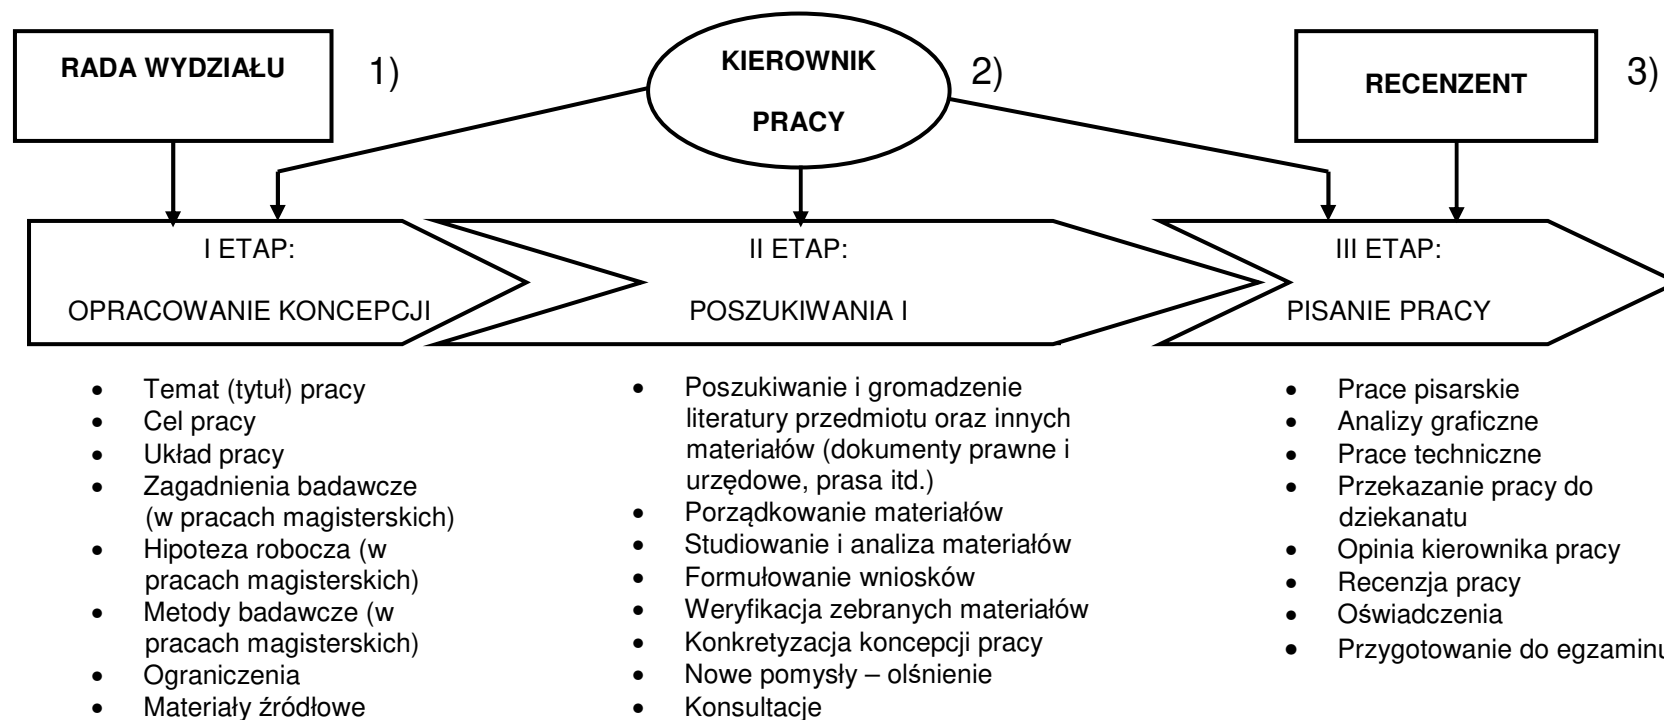 RADA WYDZIAŁU
1)
KIEROWNIK
PRACY
2)
RECENZENT
3)
I ETAP:
OPRACOWANIE KONCEPCJI
II ETAP:
POSZUKIWANIA I
III ETAP:
PISANIE PRACY
• Temat (tytuł) pracy
• Cel pracy
• Układ pracy
• Zagadnienia badawcze
(w pracach magisterskich)
• Hipoteza robocza (w
pracach magisterskich)
• Metody badawcze (w
pracach magisterskich)
• Ograniczenia
• Materiały źródłowe
• Poszukiwanie i gromadzenie
literatury przedmiotu oraz innych
materiałów (dokumenty prawne i
urzędowe, prasa itd.)
• Porządkowanie materiałów
• Studiowanie i analiza materiałów
• Formułowanie wniosków
• Weryfikacja zebranych materiałów
• Konkretyzacja koncepcji pracy
• Nowe pomysły – olśnienie
• Konsultacje
• Prace pisarskie
• Analizy graficzne
• Prace techniczne
• Przekazanie pracy do
dziekanatu
• Opinia kierownika pracy
• Recenzja pracy
• Oświadczenia
• Przygotowanie do egzaminu